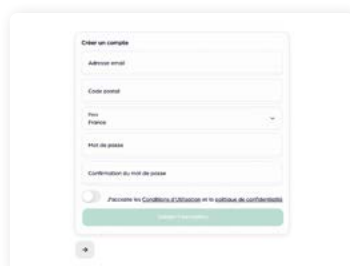 Créer un compte
Adresse email
Code postal
Pays
France
Mot de passe
Confirmation du mot de passe
J'accepte les Conditions d'Utilisation et la politique de confidentialité